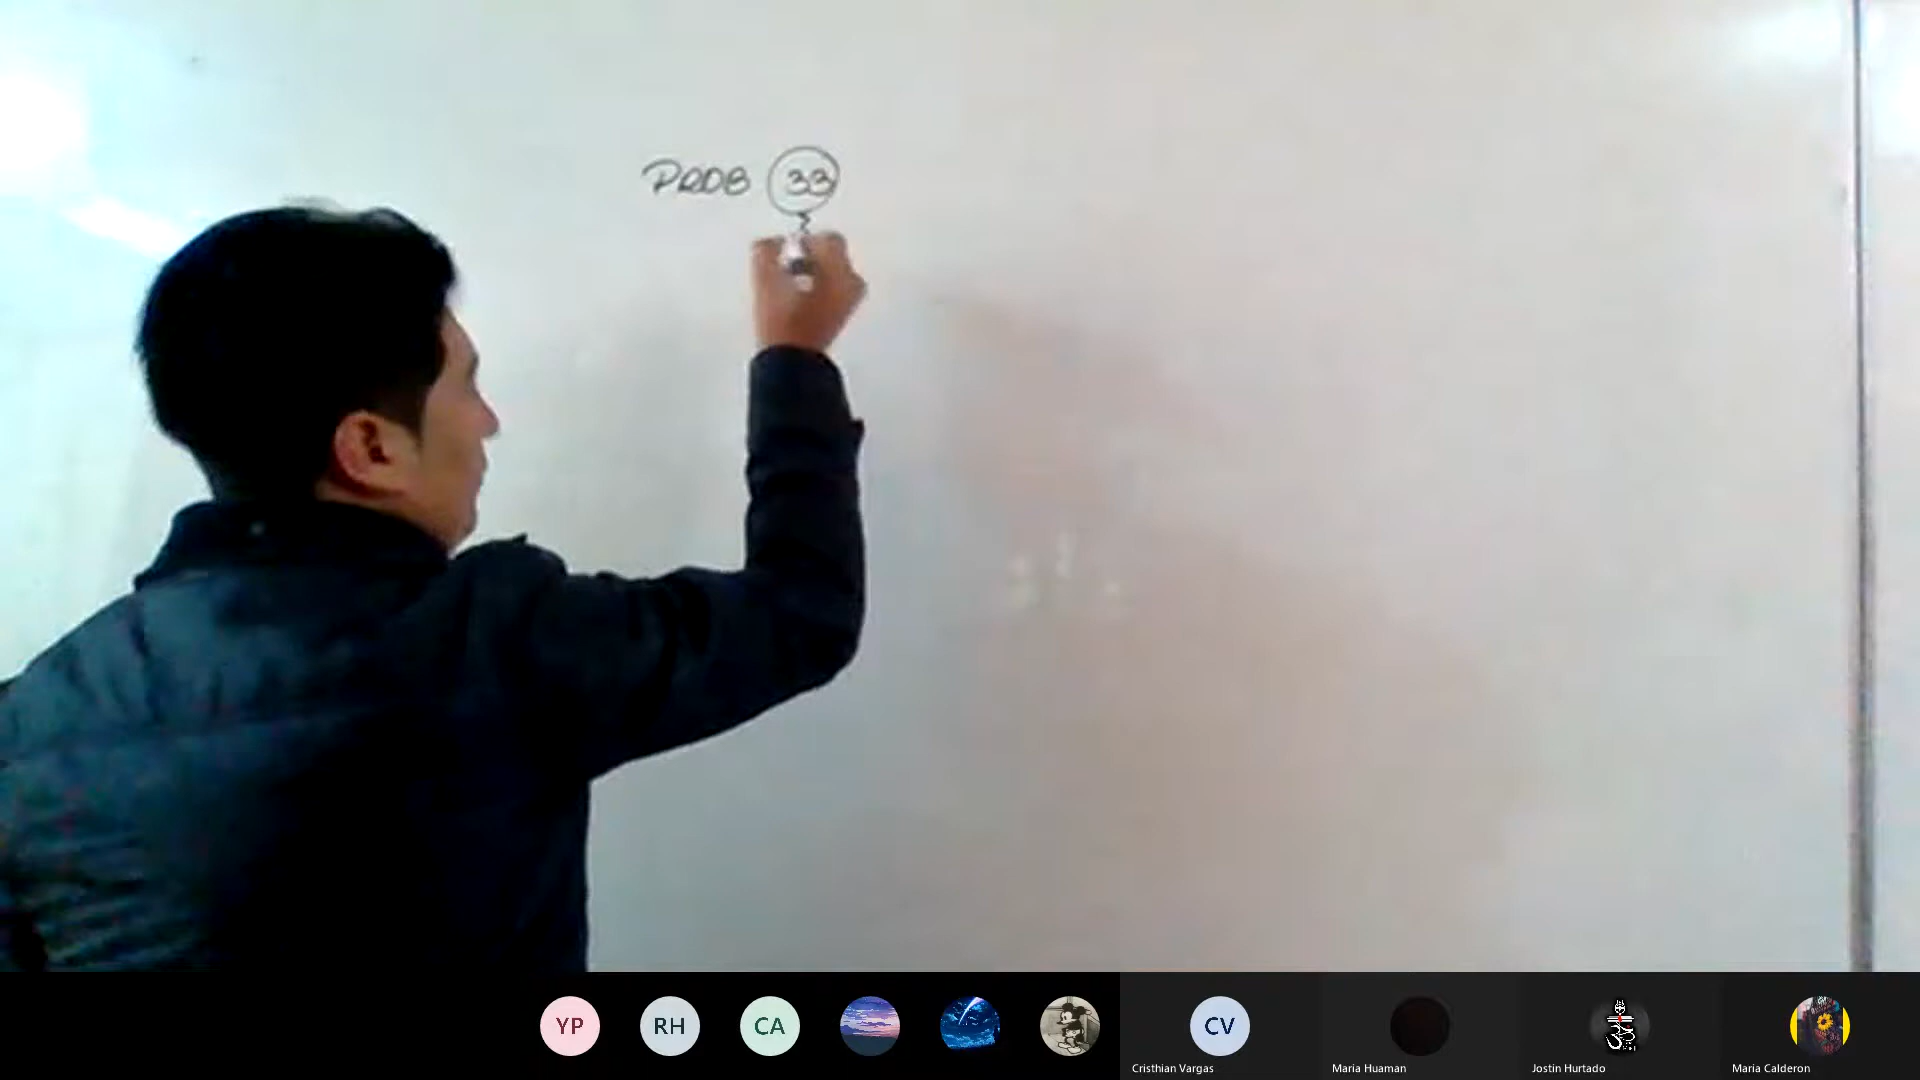 PROB 33
YP
RH
CA
CV
Cristhian Vargas
Maria Huaman
Jostin Hurtado
Maria Calderon